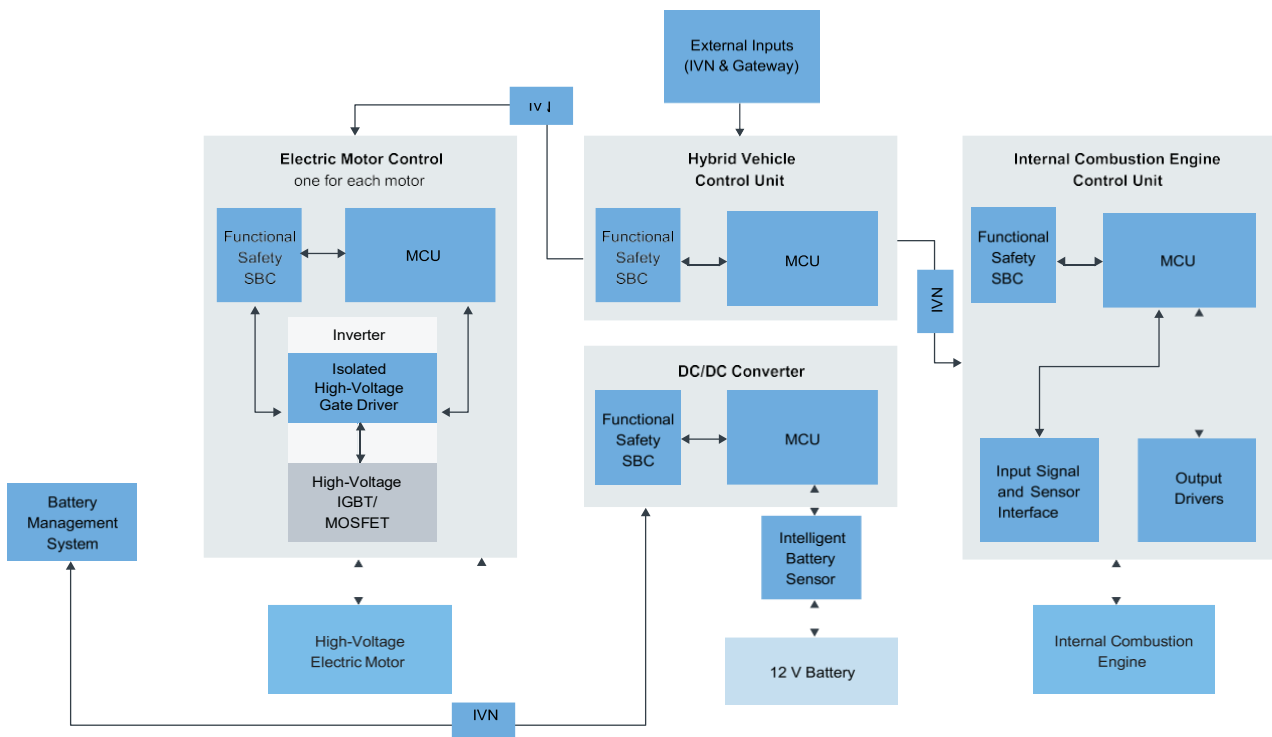 External Inputs
(IVN & Gateway)
Electric Motor Control
one for each motor
Functional
Safety
SBC
MCU
Inverter
Isolated
High-Voltage
Gate Driver
High-Voltage
IGBT/
MOSFET
Hybrid Vehicle
Control Unit
Functional
Safety
SBC
MCU
IVN
Internal Combustion Engine
Control Unit
Functional
Safety
SBC
MCU
Input Signal
and Sensor
Interface
Output
Drivers
DC/DC Converter
Functional
Safety
SBC
MCU
Battery
Management
System
Intelligent
Battery
Sensor
High-Voltage
Electric Motor
12 V Battery
Internal Combustion
Engine
IVN